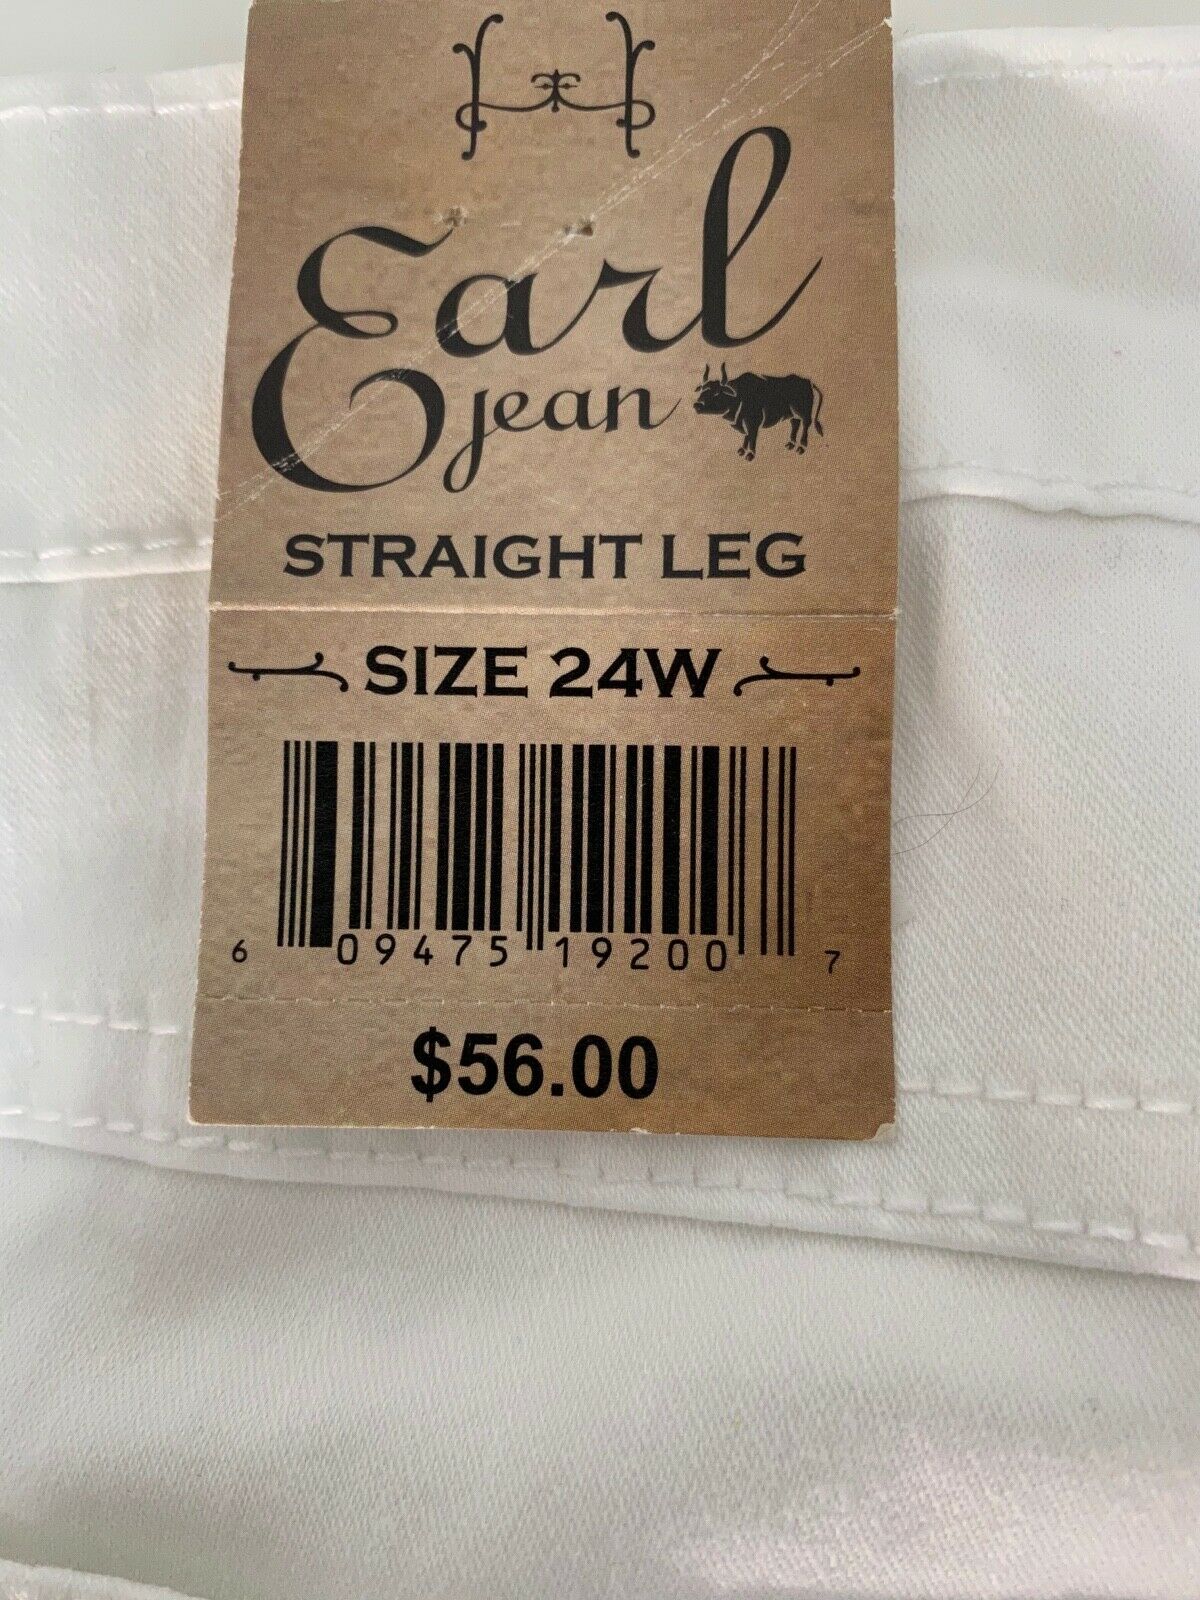 Earl
jean
STRAIGHT LEG
SIZE 24W
6 09475 19200 7
$56.00